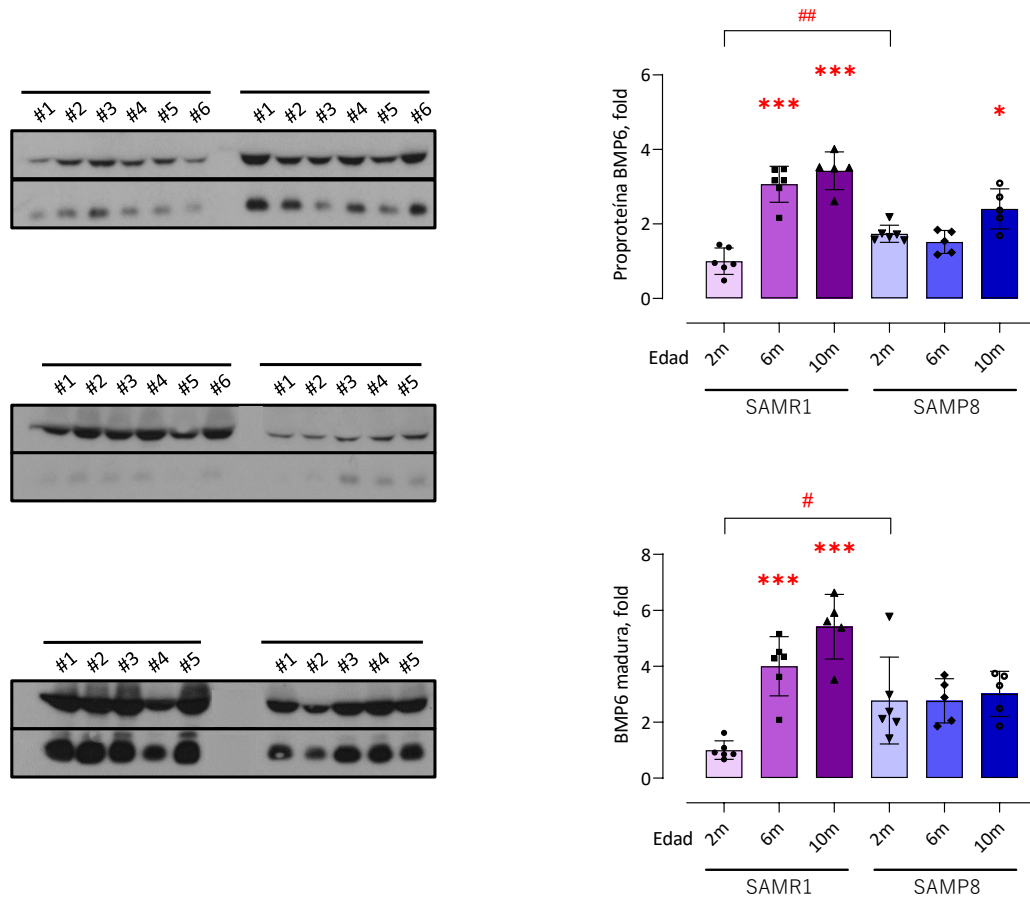 #1 #2 #3 #4 #5 #6 #1 #2 #3 #4 #5 #6
#1 #2 #3 #4 #5 #6 #1 #2 #3 #4 #5
#1 #2 #3 #4 #5 #1 #2 #3 #4 #5
##
***
***
*
Proproteína BMP6, fold
6
4
2
0
Edad 2m 6m 10m 2m 6m 10m
SAMR1 SAMP8
#
***
***
BMP6 madura, fold
8
6
4
2
0
Edad 2m 6m 10m 2m 6m 10m
SAMR1 SAMP8